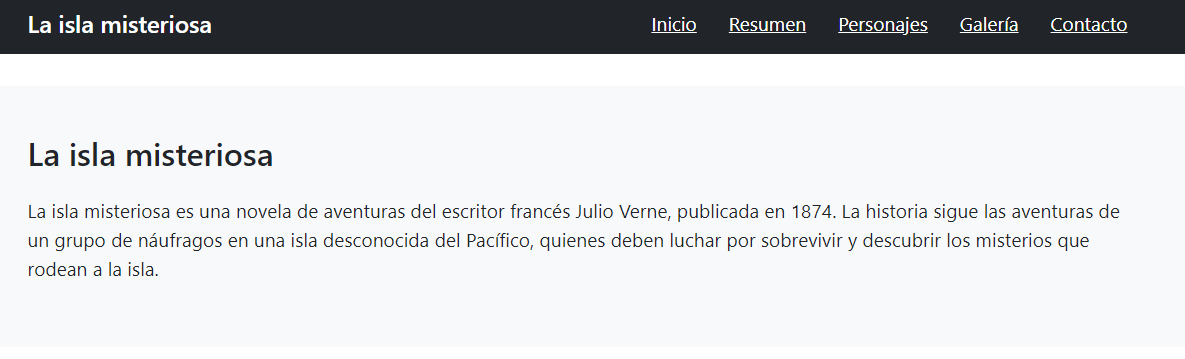 La isla misteriosa
Inicio Resumen Personajes Galería Contacto
La isla misteriosa
La isla misteriosa es una novela de aventuras del escritor francés Julio Verne, publicada en 1874. La historia sigue las aventuras de
un grupo de náufragos en una isla desconocida del Pacífico, quienes deben luchar por sobrevivir y descubrir los misterios que
rodean a la isla.